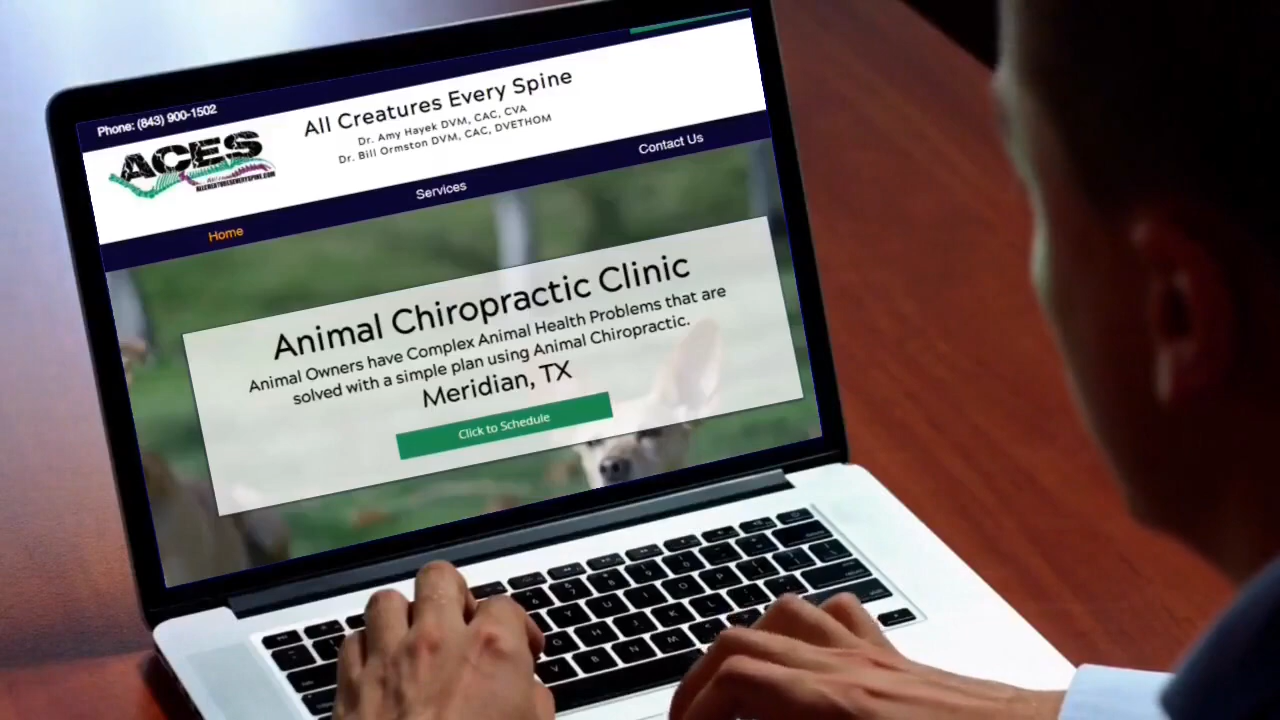 Phone: (843) 900-1502
ACES
ALLCREATURESEVERYSPINE.COM
All Creatures Every Spine
Dr. Amy Hayek DVM, CAC, CVA
Dr. Bill Ormston DVM, CAC, DVETHOM
Home
Services
Contact Us
Animal Chiropractic Clinic
Animal Owners have Complex Animal Health Problems that are
solved with a simple plan using Animal Chiropractic.
Meridian, TX
Click to Schedule